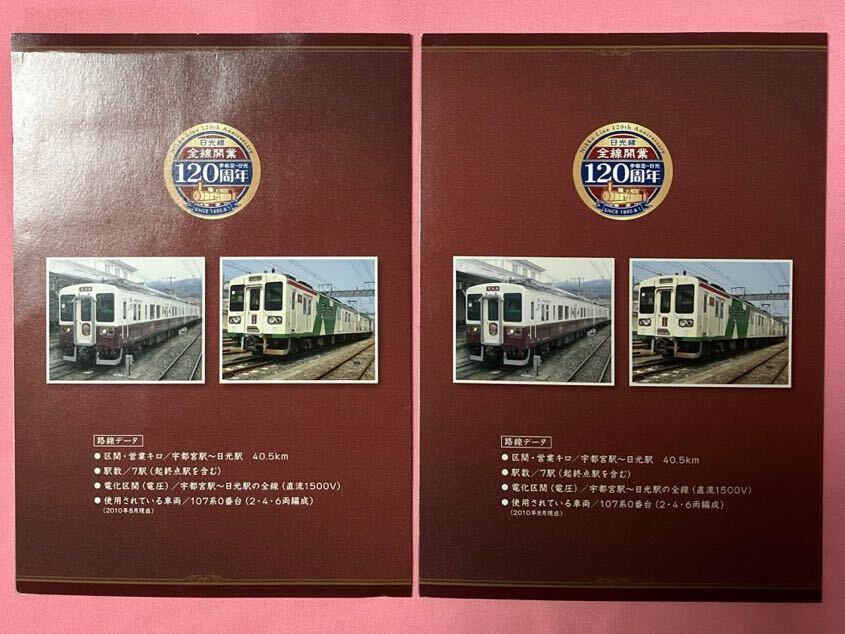 Nikko Line 120th Anniversary
日光線
全線開業
宇都宮~日光
120周年
SINCE 1890.8.1
路線データ
● 区間・営業キロ/宇都宮駅~日光駅 40.5km
● 駅数/7駅(起終点駅を含む)
● 電化区間(電圧)/宇都宮駅~日光駅の全線(直流1500V)
● 使用されている車両/107系0番台(2・4・6両編成)
(2010年8月現在)
Nikko Line 120th Anniversary
日光線
全線開業
宇都宮~日光
120周年
SINCE 1890.8.1
路線データ
● 区間・営業キロ/宇都宮駅~日光駅 40.5km
● 駅数/7駅(起終点駅を含む)
● 電化区間(電圧)/宇都宮駅~日光駅の全線(直流1500V)
● 使用されている車両/107系0番台(2・4・6両編成)
(2010年8月現在)